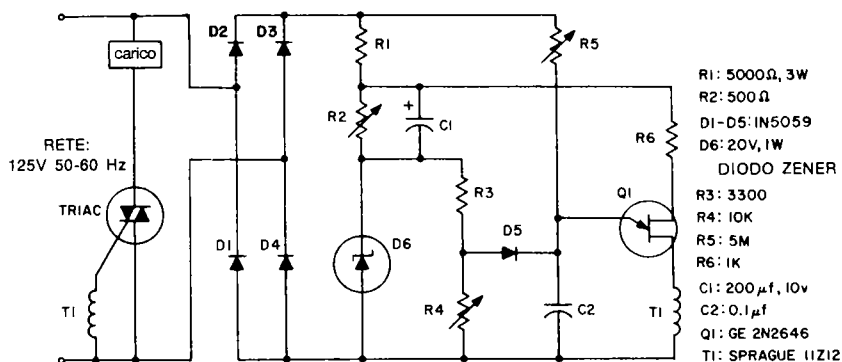 D2
D3
R1
R5
carico
R2
+
C1
R6
RETE:
125V 50-60 Hz
TRIAC
R3
Q1
D1
D4
D6
D5
T1
R4
C2
T1
R1: 5000Ω, 3W
R2: 500Ω
D1-D5: IN5059
D6: 20V, 1W
DIODO ZENER
R3: 3300
R4: 10K
R5: 5M
R6: 1K
C1: 200μf, 10v
C2: 0.1μf
Q1: GE 2N2646
T1: SPRAGUE 11Z12